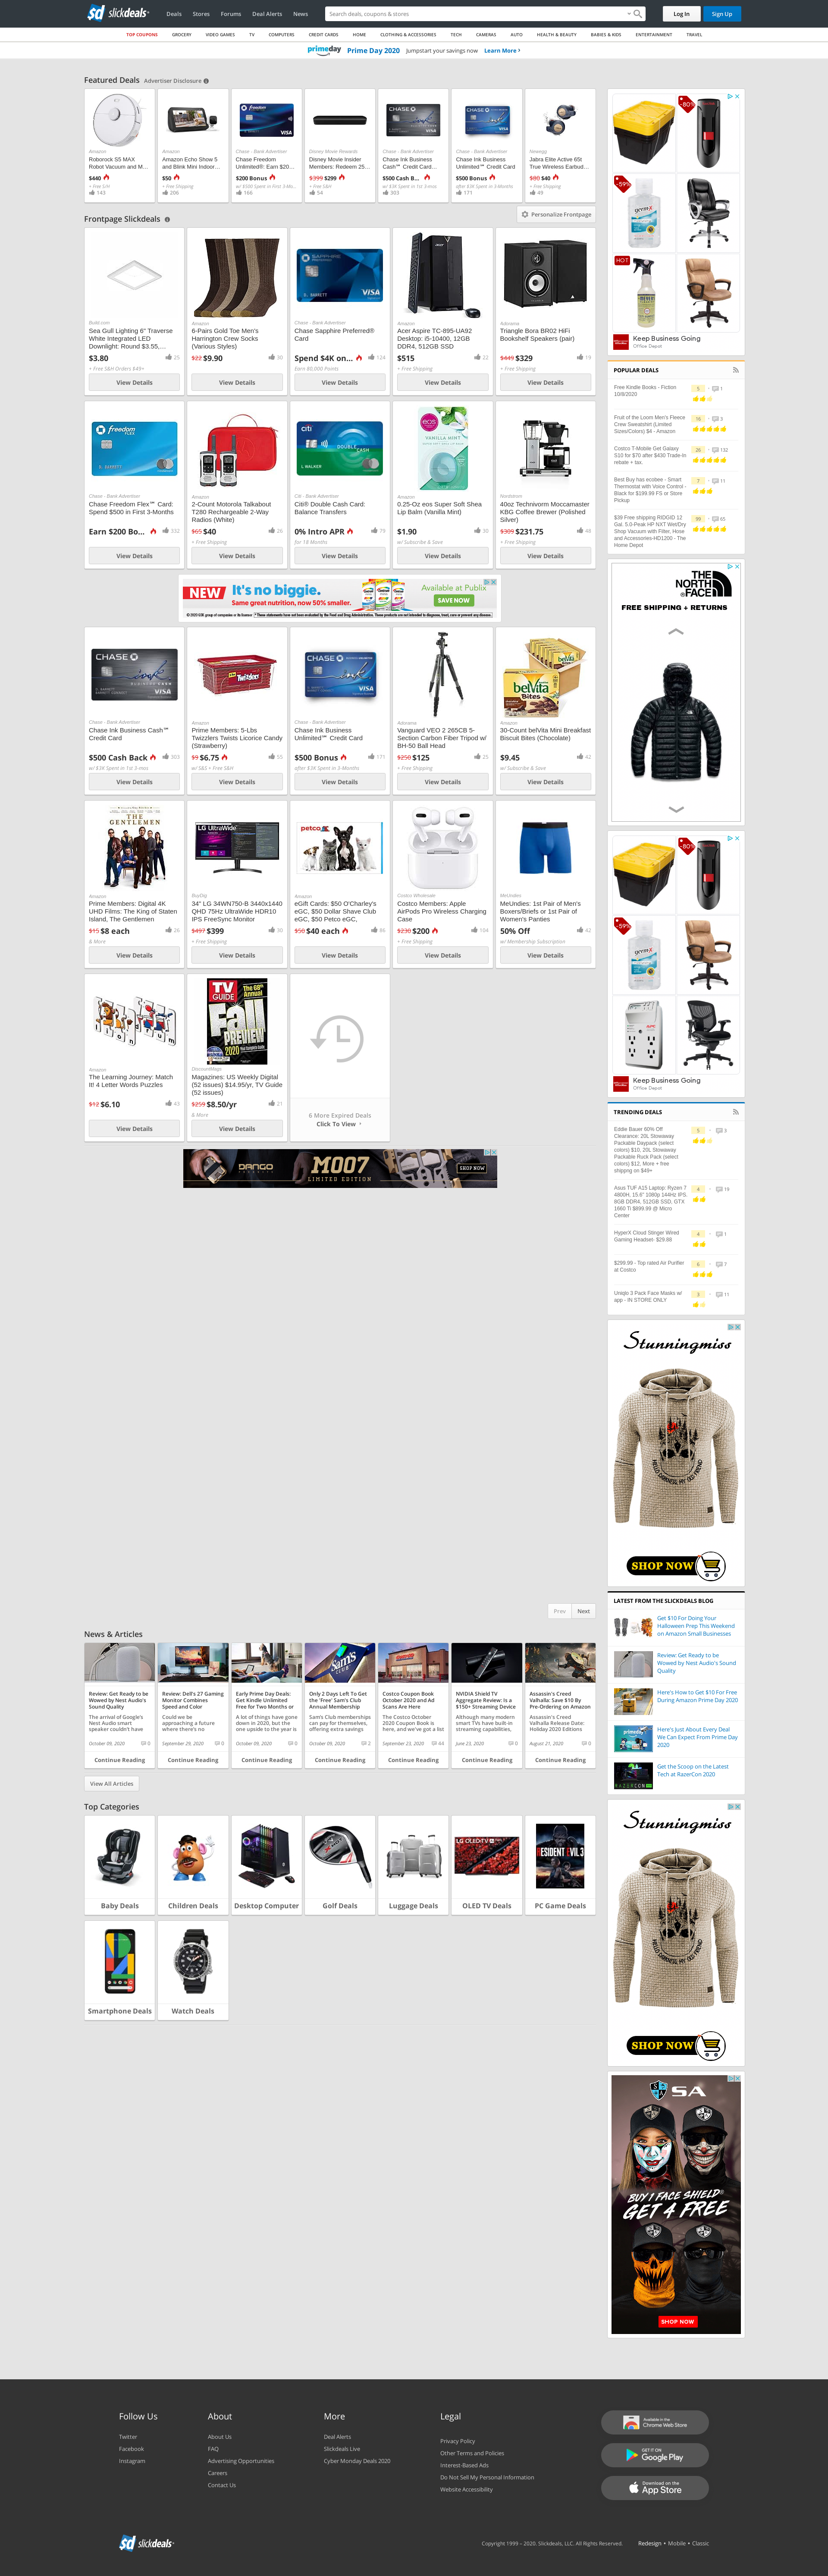 slickdeals
Deals Stores Forums Deal Alerts News
Search deals, coupons & stores
Log In Sign Up
TOP COUPONS GROCERY VIDEO GAMES TV COMPUTERS CREDIT CARDS HOME CLOTHING & ACCESSORIES TECH CAMERAS AUTO HEALTH & BEAUTY BABIES & KIDS ENTERTAINMENT TRAVEL
primeday Prime Day 2020 Jumpstart your savings now Learn More
Featured Deals Advertiser Disclosure
Amazon
Roborock S5 MAX
Robot Vacuum and M...
$440
+ Free S/H
143
Amazon
Amazon Echo Show 5
and Blink Mini Indoor...
$50
+ Free Shipping
206
Chase - Bank Advertiser
Chase Freedom
Unlimited®: Earn $20...
$200 Bonus
w/ $500 Spent in First 3-Mo...
166
Disney Movie Rewards
Disney Movie Insider
Members: Redeem 25...
$399 $299
+ Free S&H
54
Chase - Bank Advertiser
Chase Ink Business
Cash℠ Credit Card...
$500 Cash B...
w/ $3K Spent in 1st 3-mos
303
Chase - Bank Advertiser
Chase Ink Business
Unlimited℠ Credit Card
$500 Bonus
after $3K Spent in 3-Months
171
Newegg
Jabra Elite Active 65t
True Wireless Earbud...
$80 $40
+ Free Shipping
49
Frontpage Slickdeals
Personalize Frontpage
Build.com
Sea Gull Lighting 6" Traverse
White Integrated LED
Downlight: Round $3.55,...
$3.80 25
+ Free S&H Orders $49+
View Details
Amazon
6-Pairs Gold Toe Men's
Harrington Crew Socks
(Various Styles)
$22 $9.90 30
View Details
Chase - Bank Advertiser
Chase Sapphire Preferred®
Card
Spend $4K on... 124
Earn 80,000 Points
View Details
Amazon
Acer Aspire TC-895-UA92
Desktop: i5-10400, 12GB
DDR4, 512GB SSD
$515 22
+ Free Shipping
View Details
Adorama
Triangle Bora BR02 HiFi
Bookshelf Speakers (pair)
$449 $329 19
+ Free Shipping
View Details
Chase - Bank Advertiser
Chase Freedom Flex℠ Card:
Spend $500 in First 3-Months
Earn $200 Bo... 332
View Details
Amazon
2-Count Motorola Talkabout
T280 Rechargeable 2-Way
Radios (White)
$65 $40 26
+ Free Shipping
View Details
Citi - Bank Advertiser
Citi® Double Cash Card:
Balance Transfers
0% Intro APR 79
for 18 Months
View Details
Amazon
0.25-Oz eos Super Soft Shea
Lip Balm (Vanilla Mint)
$1.90 30
w/ Subscribe & Save
View Details
Nordstrom
40oz Technivorm Moccamaster
KBG Coffee Brewer (Polished
Silver)
$309 $231.75 48
+ Free Shipping
View Details
NEW It's no biggie.
Same great nutrition, now 50% smaller.
Available at Publix
SAVE NOW
Chase - Bank Advertiser
Chase Ink Business Cash℠
Credit Card
$500 Cash Back 303
w/ $3K Spent in 1st 3-mos
View Details
Amazon
Prime Members: 5-Lbs
Twizzlers Twists Licorice Candy
(Strawberry)
$9 $6.75 55
w/ S&S + Free S&H
View Details
Chase - Bank Advertiser
Chase Ink Business
Unlimited℠ Credit Card
$500 Bonus 171
after $3K Spent in 3-Months
View Details
Adorama
Vanguard VEO 2 265CB 5-
Section Carbon Fiber Tripod w/
BH-50 Ball Head
$250 $125 25
+ Free Shipping
View Details
Amazon
30-Count belVita Mini Breakfast
Biscuit Bites (Chocolate)
$9.45 42
w/ Subscribe & Save
View Details
THE GENTLEMEN
Amazon
Prime Members: Digital 4K
UHD Films: The King of Staten
Island, The Gentlemen
$15 $8 each 26
& More
View Details
LG UltraWide
BuyDig
34" LG 34WN750-B 3440x1440
QHD 75Hz UltraWide HDR10
IPS FreeSync Monitor
$497 $399 30
+ Free Shipping
View Details
petco
Amazon
eGift Cards: $50 O'Charley's
eGC, $50 Dollar Shave Club
eGC, $50 Petco eGC,
$50 $40 each 86
View Details
Costco Wholesale
Costco Members: Apple
AirPods Pro Wireless Charging
Case
$230 $200 104
+ Free Shipping
View Details
MeUndies
MeUndies: 1st Pair of Men's
Boxers/Briefs or 1st Pair of
Women's Panties
50% Off 42
w/ Membership Subscription
View Details
Amazon
The Learning Journey: Match
It! 4 Letter Words Puzzles
$12 $6.10 43
View Details
TV GUIDE
Fall PREVIEW 2020
DiscountMags
Magazines: US Weekly Digital
(52 issues) $14.95/yr, TV Guide
(52 issues)
$259 $8.50/yr 21
& More
View Details
6 More Expired Deals
Click To View
DANGO M007 LIMITED EDITION SHOP NOW
Prev Next
News & Articles
Review: Get Ready to be
Wowed by Nest Audio's
Sound Quality
The arrival of Google's
Nest Audio smart
speaker couldn't have
October 09, 2020 0
Continue Reading
Review: Dell's 27 Gaming
Monitor Combines
Speed and Color
Could we be
approaching a future
where there's no
September 29, 2020 0
Continue Reading
Early Prime Day Deals:
Get Kindle Unlimited
Free for Two Months or
A lot of things have gone
down in 2020, but the
one upside is the year is
October 09, 2020 0
Continue Reading
Only 2 Days Left To Get
the 'Free' Sam's Club
Annual Membership
Sam's Club memberships
can pay for themselves,
offering extra savings
October 09, 2020 2
Continue Reading
Costco Coupon Book
October 2020 and Ad
Scans Are Here
The Costco October
2020 Coupon Book is
here, and we've got a list
September 23, 2020 44
Continue Reading
NVIDIA Shield TV
Aggregate Review: Is a
$150+ Streaming Device
Although many modern
smart TVs have built-in
streaming capabilities,
June 23, 2020 0
Continue Reading
Assassin's Creed
Valhalla: Save $10 By
Pre-Ordering on Amazon
Assassin's Creed
Valhalla Release Date:
Holiday 2020 Editions
August 21, 2020 0
Continue Reading
View All Articles
Top Categories
Baby Deals
Children Deals
Desktop Computer
Golf Deals
Luggage Deals
OLED TV Deals
PC Game Deals
Smartphone Deals
Watch Deals
-80%
-59%
HOT
Keep Business Going
Office Depot
POPULAR DEALS
Free Kindle Books - Fiction
10/8/2020
5 1
Fruit of the Loom Men's Fleece
Crew Sweatshirt (Limited
Sizes/Colors) $4 - Amazon
16 3
Costco T-Mobile Get Galaxy
S10 for $70 after $430 Trade-In
rebate + tax.
26 132
Best Buy has ecobee - Smart
Thermostat with Voice Control -
Black for $199.99 FS or Store
Pickup
7 11
$39 Free shipping RIDGID 12
Gal. 5.0-Peak HP NXT Wet/Dry
Shop Vacuum with Filter, Hose
and Accessories-HD1200 - The
Home Depot
99 65
THE NORTH FACE
FREE SHIPPING + RETURNS
-80%
-59%
Keep Business Going
Office Depot
TRENDING DEALS
Eddie Bauer 60% Off
Clearance: 20L Stowaway
Packable Daypack (select
colors) $10, 20L Stowaway
Packable Ruck Pack (select
colors) $12, More + free
shipping on $49+
5 3
Asus TUF A15 Laptop: Ryzen 7
4800H, 15.6" 1080p 144Hz IPS,
8GB DDR4, 512GB SSD, GTX
1660 Ti $899.99 @ Micro
Center
4 19
HyperX Cloud Stinger Wired
Gaming Headset- $29.88
4 1
$299.99 - Top rated Air Purifier
at Costco
6 7
Uniqlo 3 Pack Face Masks w/
app - IN STORE ONLY
3 11
Stunningmiss
HELLO DARKNESS, MY OLD FRIEND
SHOP NOW
LATEST FROM THE SLICKDEALS BLOG
Get $10 For Doing Your
Halloween Prep This Weekend
on Amazon Small Businesses
Review: Get Ready to be
Wowed by Nest Audio's Sound
Quality
Here's How to Get $10 For Free
During Amazon Prime Day 2020
Here's Just About Every Deal
We Can Expect From Prime Day
2020
Get the Scoop on the Latest
Tech at RazerCon 2020
Stunningmiss
HELLO DARKNESS, MY OLD FRIEND
SHOP NOW
SA
BUY 1 FACE SHIELD
GET 4 FREE
SHOP NOW
Follow Us
Twitter
Facebook
Instagram
About
About Us
FAQ
Advertising Opportunities
Careers
Contact Us
More
Deal Alerts
Slickdeals Live
Cyber Monday Deals 2020
Legal
Privacy Policy
Other Terms and Policies
Interest-Based Ads
Do Not Sell My Personal Information
Website Accessibility
Available in the
Chrome Web Store
GET IT ON
Google Play
Download on the
App Store
slickdeals
Copyright 1999 - 2020. Slickdeals, LLC. All Rights Reserved. Redesign • Mobile • Classic